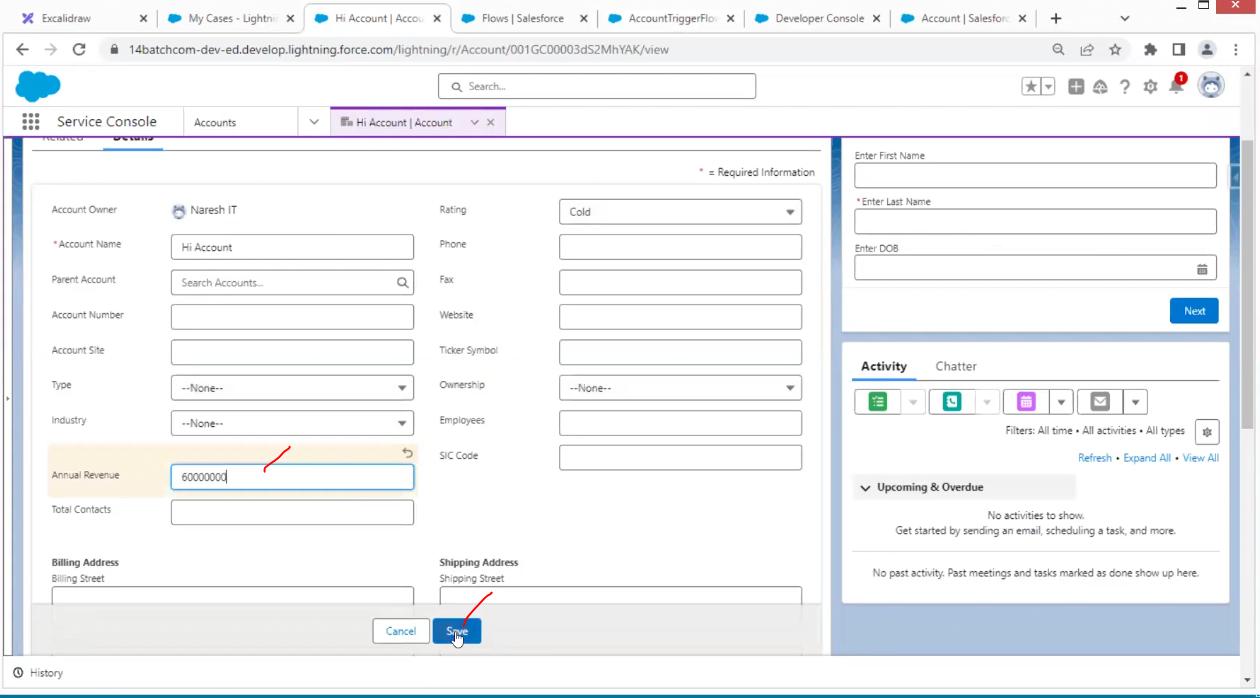 Excalidraw
My Cases - Lightnin
Hi Account | Accou
Flows | Salesforce
AccountTriggerFlo
Developer Console
Account | Salesfor
14batchcom-dev-ed.develop.lightning.force.com/lightning/r/Account/001GC00003dS2MhYAK/view
Search...
1
Service Console
Accounts
Hi Account | Account
Related
Details
* = Required Information
Account Owner
Naresh IT
Rating
Cold
*Account Name
Hi Account
Phone
Parent Account
Search Accounts...
Fax
Account Number
Website
Account Site
Ticker Symbol
Type
--None--
Ownership
--None--
Industry
--None--
Employees
SIC Code
Annual Revenue
60000000
Total Contacts
Billing Address
Shipping Address
Billing Street
Shipping Street
Cancel
Save
Enter First Name
*Enter Last Name
Enter DOB
Next
Activity
Chatter
Filters: All time • All activities • All types
Refresh • Expand All • View All
Upcoming & Overdue
No activities to show.
Get started by sending an email, scheduling a task, and more.
No past activity. Past meetings and tasks marked as done show up here.
History